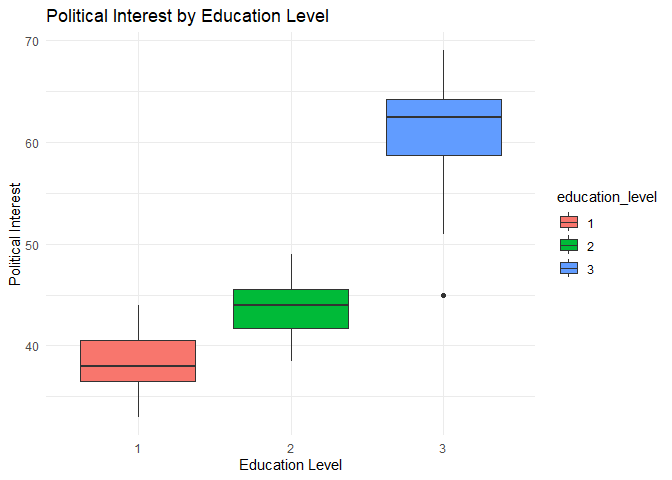 Political Interest by Education Level
70
60
50
40
Political Interest
1
2
3
Education Level
education_level
1
2
3